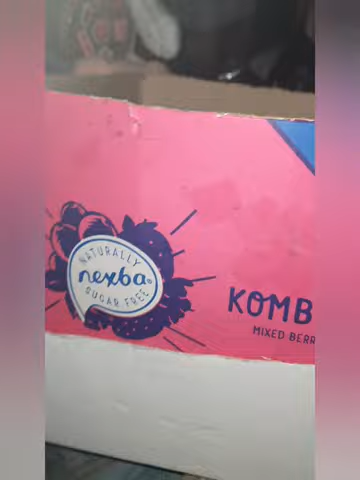 NATURALLY
nexba®
SUGAR FREE
KOMB
MIXED BERR